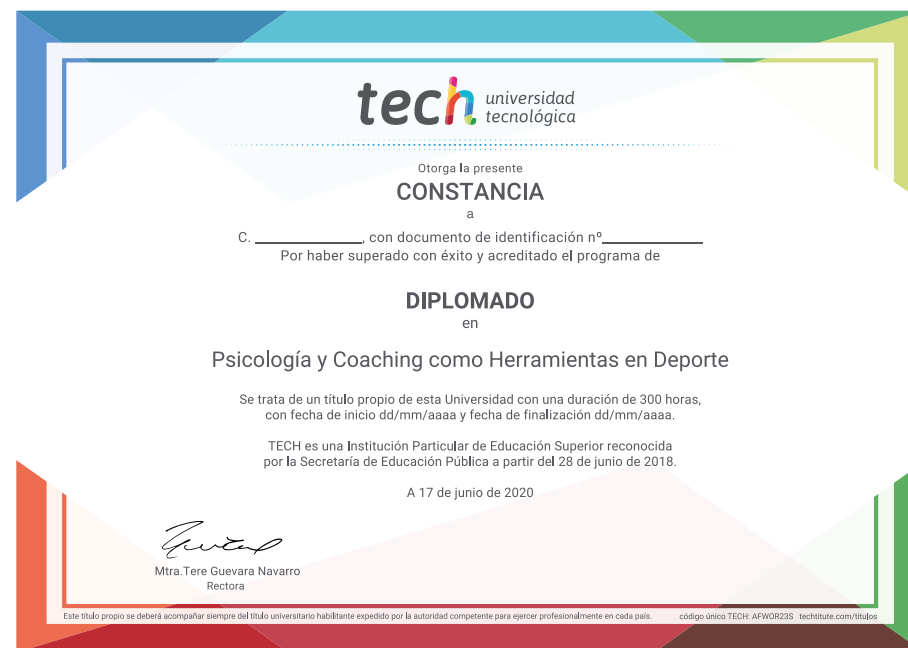 tech universidad
tecnológica
Otorga la presente
CONSTANCIA
a
C. ______________, con documento de identificación nº_____________
Por haber superado con éxito y acreditado el programa de
DIPLOMADO
en
Psicología y Coaching como Herramientas en Deporte
Se trata de un título propio de esta Universidad con una duración de 300 horas,
con fecha de inicio dd/mm/aaaa y fecha de finalización dd/mm/aaaa.
TECH es una Institución Particular de Educación Superior reconocida
por la Secretaría de Educación Pública a partir del 28 de junio de 2018.
A 17 de junio de 2020
Mtra.Tere Guevara Navarro
Rectora
Este título propio se deberá acompañar siempre del título universitario habilitante expedido por la autoridad competente para ejercer profesionalmente en cada país. código único TECH: AFWOR23S techtitute.com/titulos